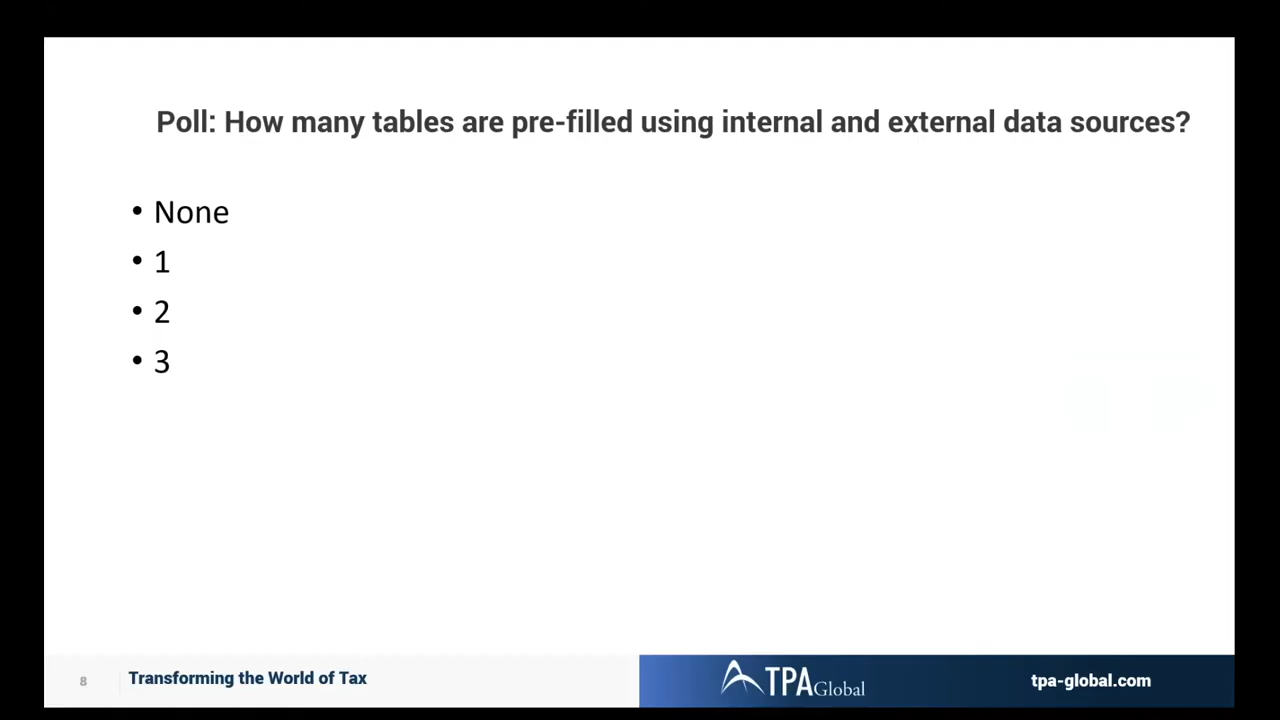 Poll: How many tables are pre-filled using internal and external data sources?
• None
• 1
• 2
• 3
8 Transforming the World of Tax
TPA Global
tpa-global.com